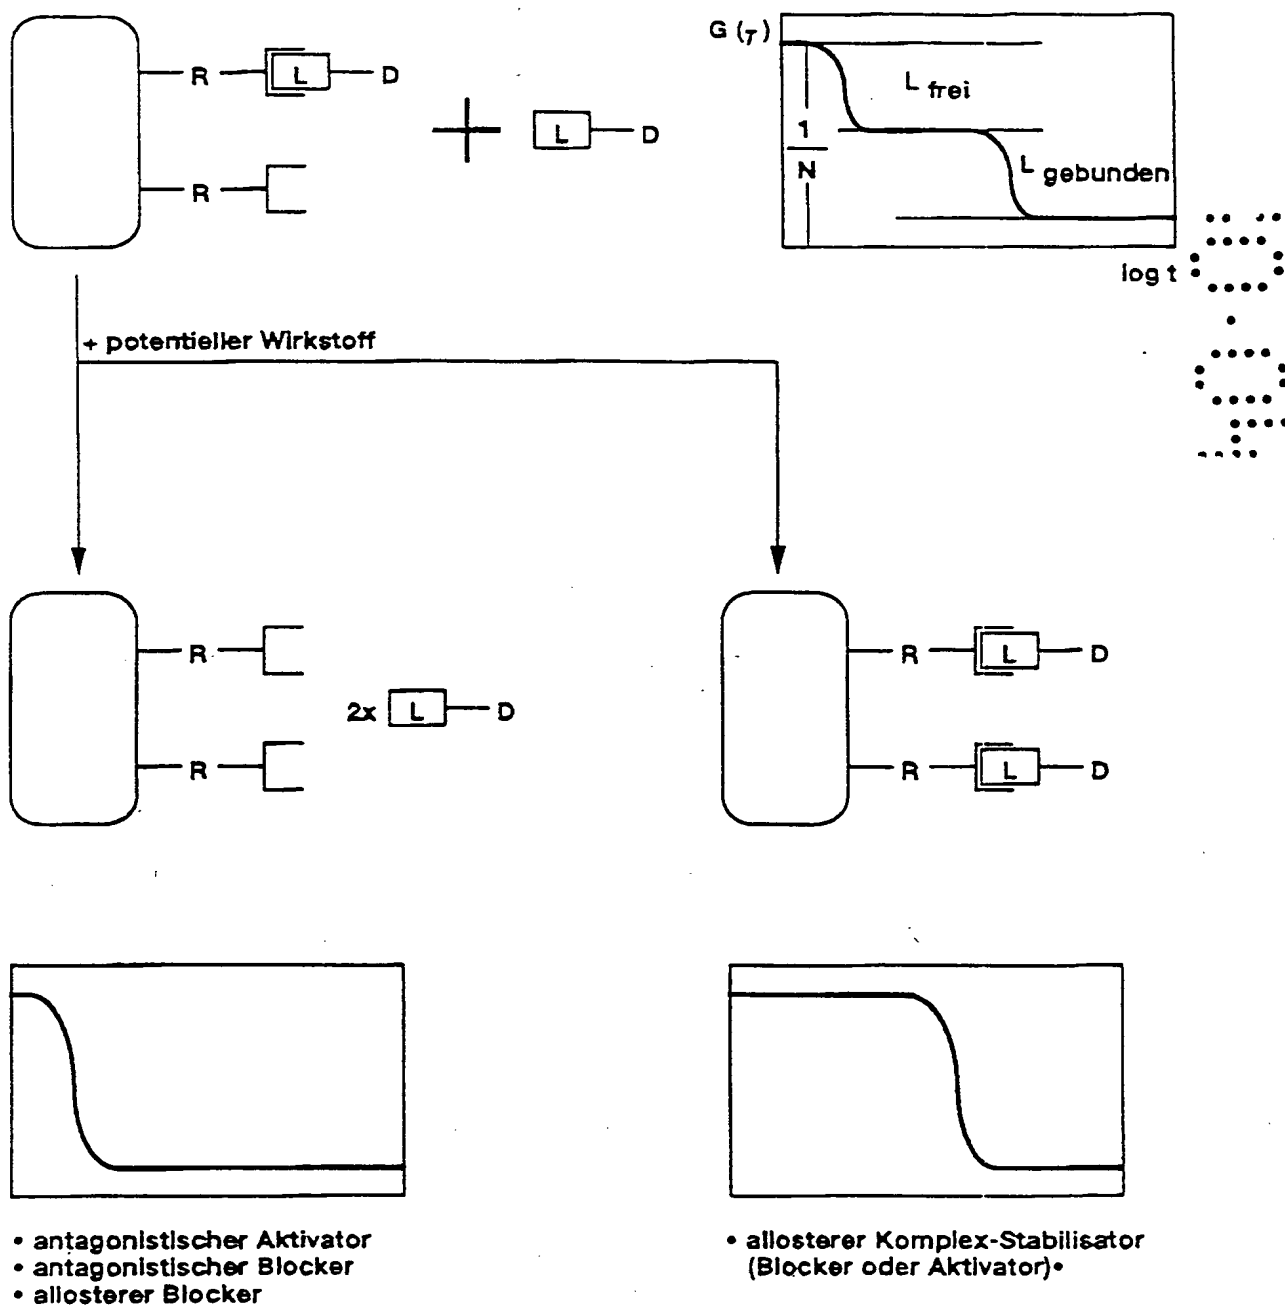 G (τ)
R L D
+ L D
R
L frei
1
N
L gebunden
log t
+ potentieller Wirkstoff
R
2x L D
R
R L D
R L D
• antagonistischer Aktivator
• antagonistischer Blocker
• allosterer Blocker
• allosterer Komplex-Stabilisator
(Blocker oder Aktivator)•